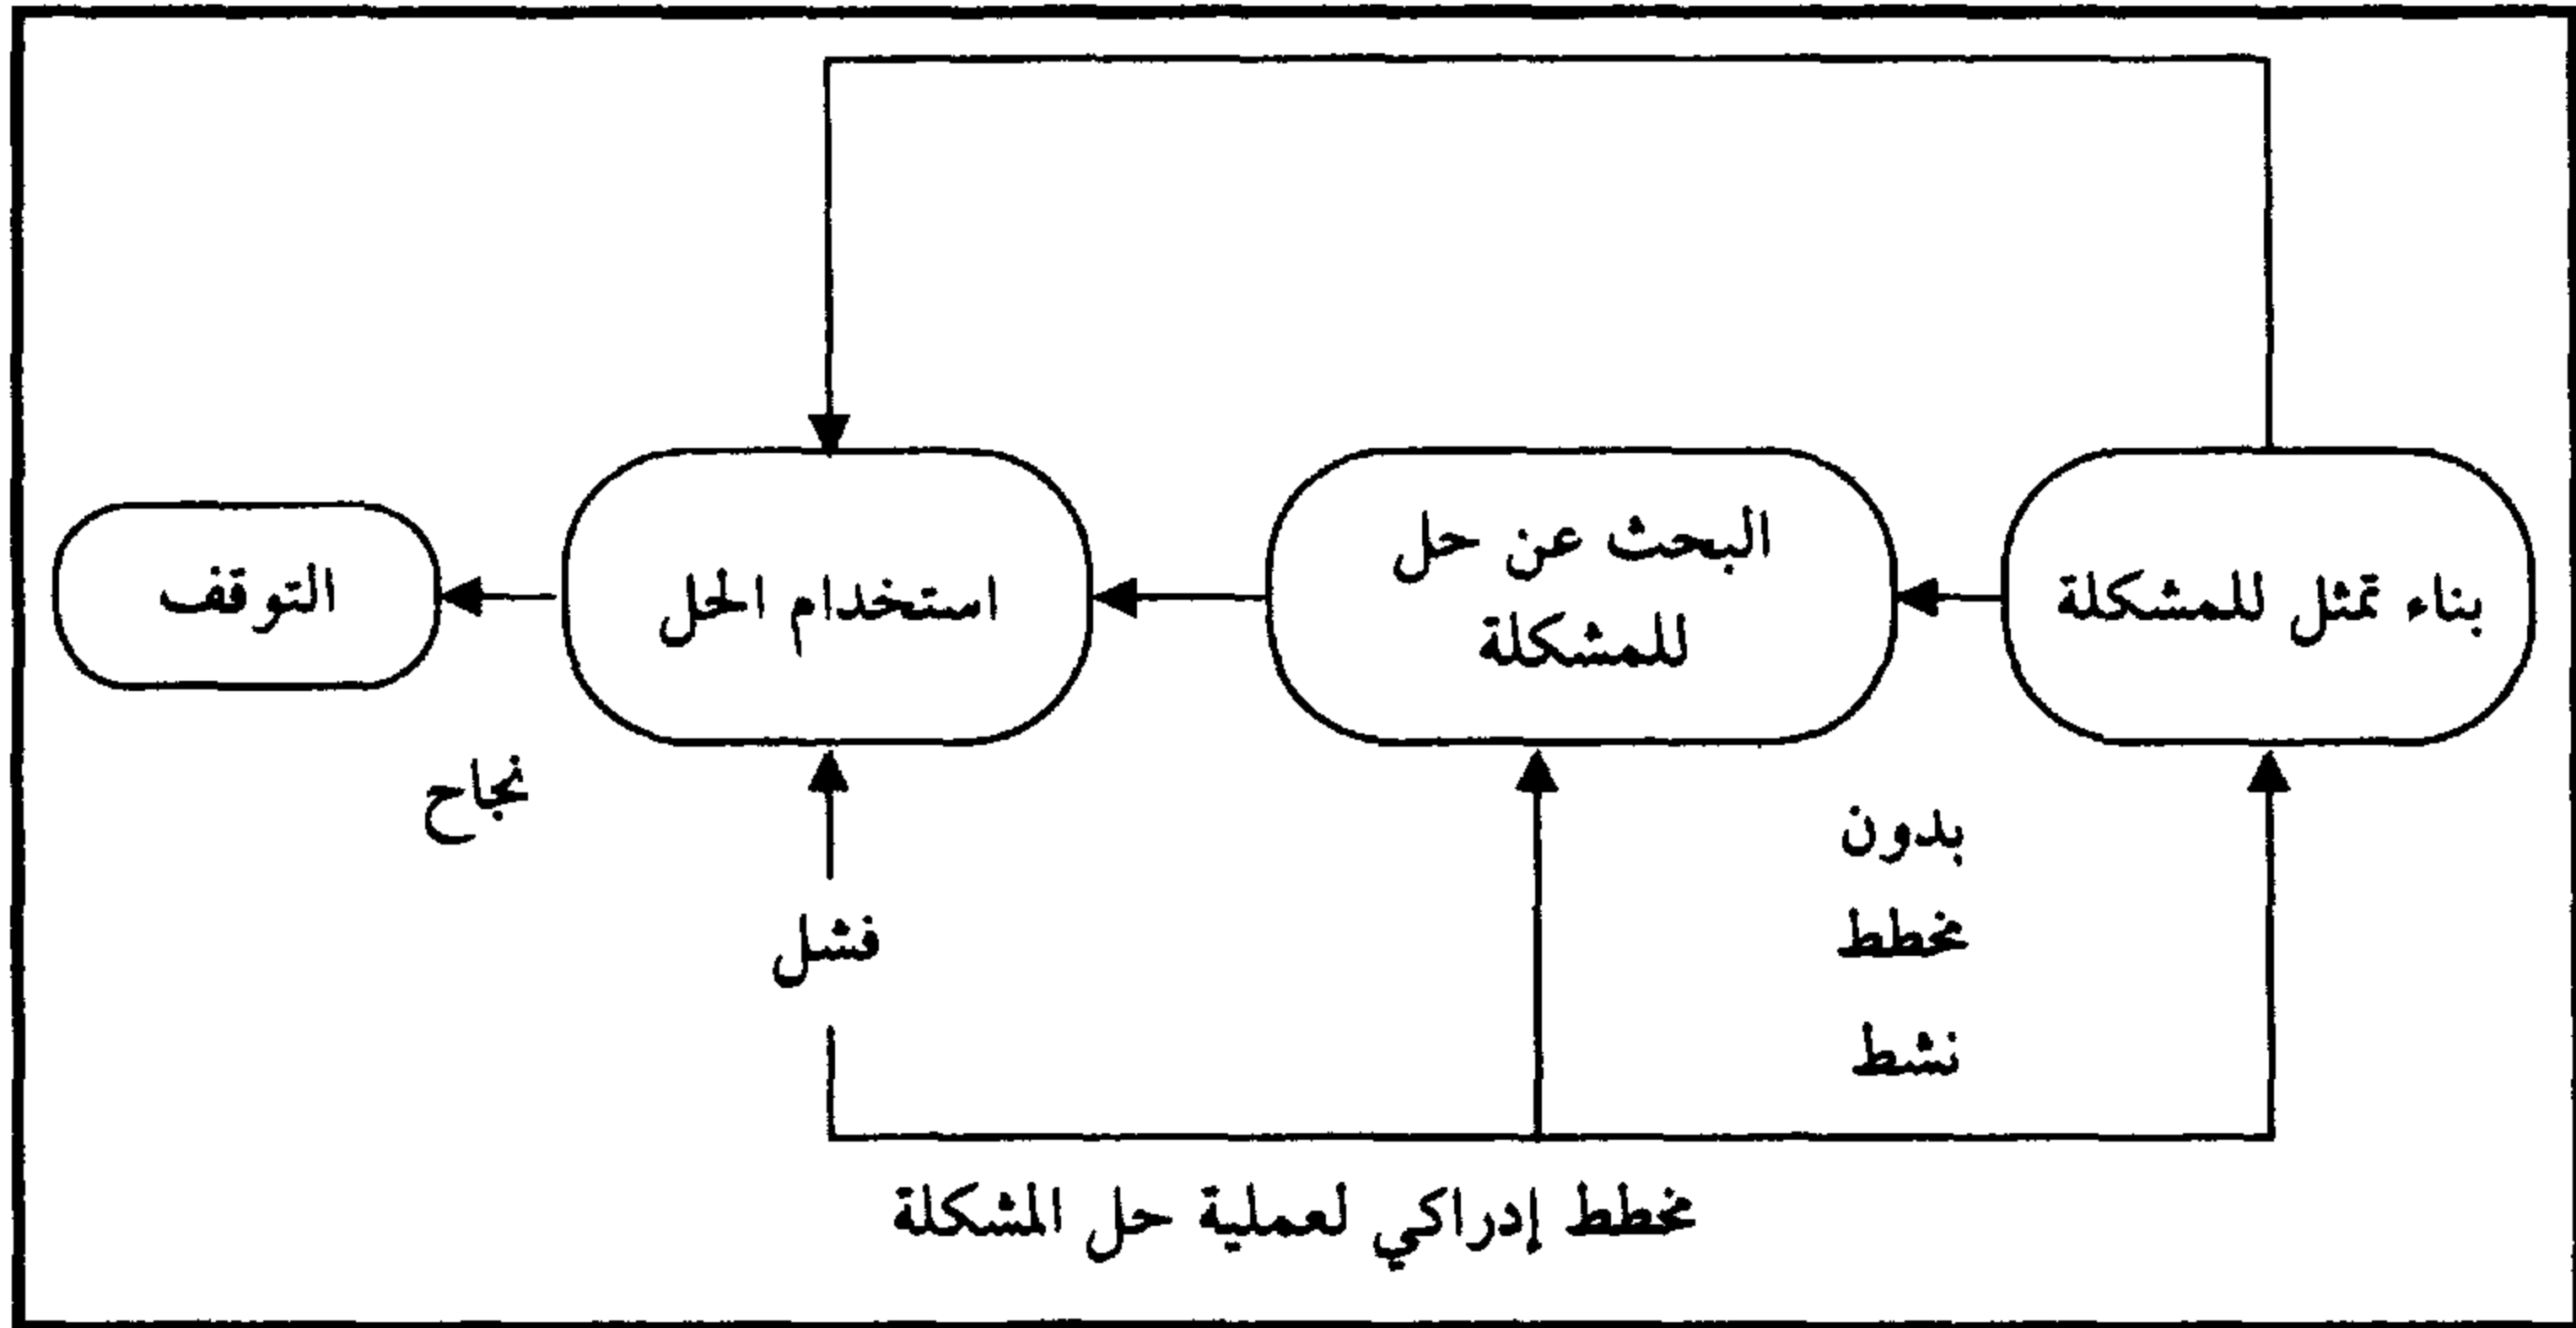 بناء تمثل للمشكلة
البحث عن حل
للمشكلة
استخدام الحل
التوقف
نجاح
فشل
بدون
مخطط
نشط
مخطط إدراكي لعملية حل المشكلة